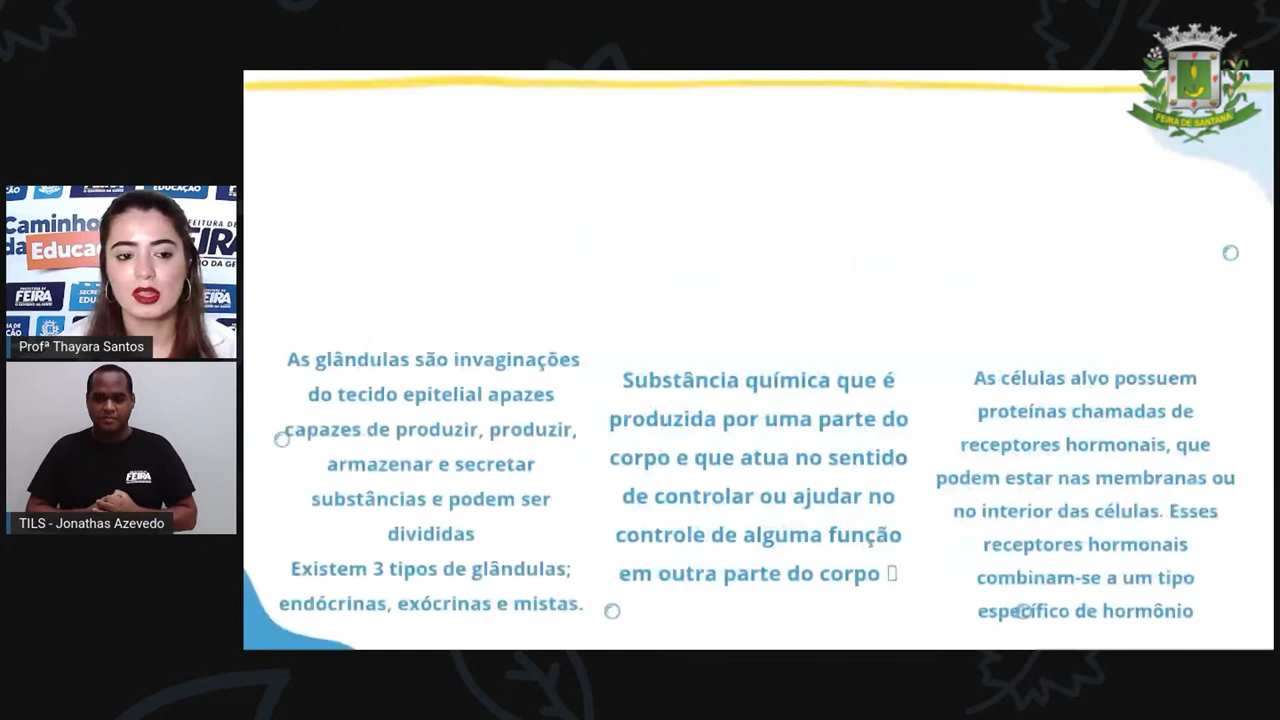 FEIRA DE SANTANA
Caminho
da Educa
EDUCAÇÃO
FEIRA
FEIRA
Profª Thayara Santos
FEIRA
TILS - Jonathas Azevedo
As glândulas são invaginações
do tecido epitelial apazes
capazes de produzir, produzir,
armazenar e secretar
substâncias e podem ser
divididas
Existem 3 tipos de glândulas;
endócrinas, exócrinas e mistas.
Substância química que é
produzida por uma parte do
corpo e que atua no sentido
de controlar ou ajudar no
controle de alguma função
em outra parte do corpo
As células alvo possuem
proteínas chamadas de
receptores hormonais, que
podem estar nas membranas ou
no interior das células. Esses
receptores hormonais
combinam-se a um tipo
específico de hormônio